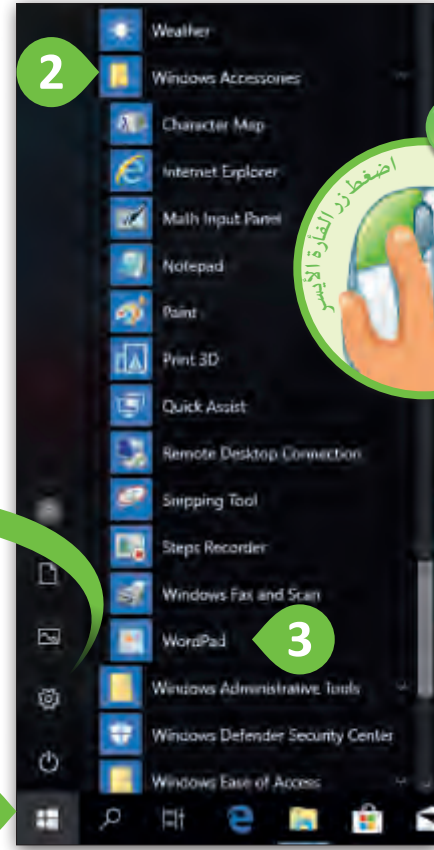 Weather
2
Windows Accessories
Character Map
Internet Explorer
Math Input Panel
Notepad
Paint
Print 3D
Quick Assist
Remote Desktop Connection
Snipping Tool
Steps Recorder
Windows Fax and Scan
WordPad
3
Windows Administrative Tools
Windows Defender Security Center
Windows Ease of Access
اضغط زر الفأرة الأيسر